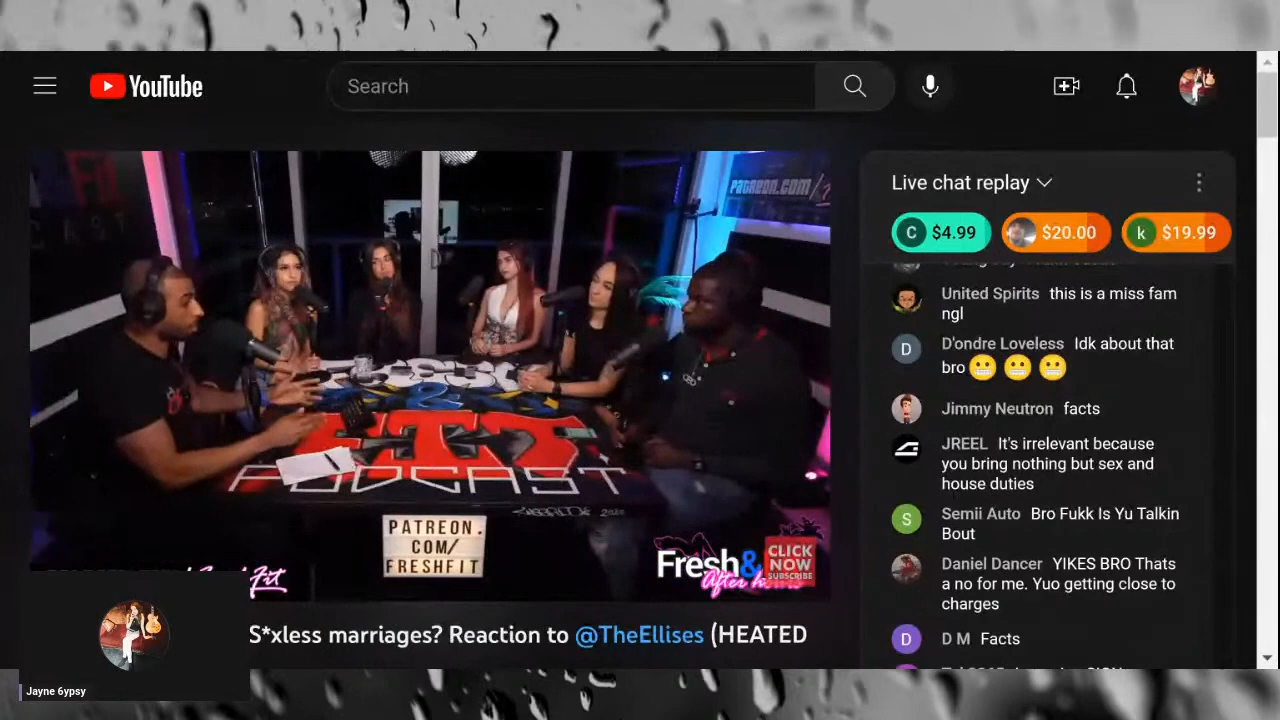 YouTube
Search
Live chat replay
C $4.99
$20.00
k $19.99
United Spirits this is a miss fam
ngl
D D'ondre Loveless Idk about that
bro
Jimmy Neutron facts
JREEL It's irrelevant because
you bring nothing but sex and
house duties
S Semii Auto Bro Fukk Is Yu Talkin
Bout
Daniel Dancer YIKES BRO Thats
a no for me. Yuo getting close to
charges
D D M Facts
PATREON.COM/
&
FIT
PODCAST
PATREON.
COM/
FRESHFIT
Fresh&
After
CLICK
NOW
SUBSCRIBE
S*xless marriages? Reaction to @TheEllises (HEATED
Jayne 6ypsy